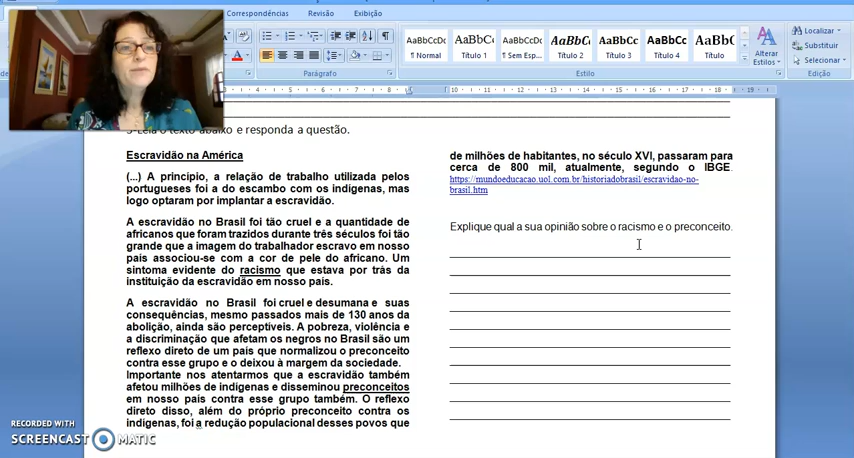 Correspondências Revisão Exibição
AaBbCcDc AaBbCc AaBbCcDc AaBbC AaBbCc AaBbCc AaBbC
¶ Normal Título 1 ¶ Sem Esp... Título 2 Título 3 Título 4 Título
Alterar Estilos
Localizar
Substituir
Selecionar
Parágrafo Estilo Edição
Leia o texto abaixo e responda a questão.
Escravidão na América
(...) A princípio, a relação de trabalho utilizada pelos
portugueses foi a do escambo com os indígenas, mas
logo optaram por implantar a escravidão.
A escravidão no Brasil foi tão cruel e a quantidade de
africanos que foram trazidos durante três séculos foi tão
grande que a imagem do trabalhador escravo em nosso
país associou-se com a cor de pele do africano. Um
sintoma evidente do racismo que estava por trás da
instituição da escravidão em nosso país.
A escravidão no Brasil foi cruel e desumana e suas
consequências, mesmo passados mais de 130 anos da
abolição, ainda são perceptíveis. A pobreza, violência e
a discriminação que afetam os negros no Brasil são um
reflexo direto de um país que normalizou o preconceito
contra esse grupo e o deixou à margem da sociedade.
Importante nos atentarmos que a escravidão também
afetou milhões de indígenas e disseminou preconceitos
em nosso país contra esse grupo também. O reflexo
direto disso, além do próprio preconceito contra os
indígenas, foi a redução populacional desses povos que
de milhões de habitantes, no século XVI, passaram para
cerca de 800 mil, atualmente, segundo o IBGE.
https://mundoeducacao.uol.com.br/historiadobrasil/escravidao-no-
brasil.htm
Explique qual a sua opinião sobre o racismo e o preconceito.
RECORDED WITH
SCREENCAST MATIC